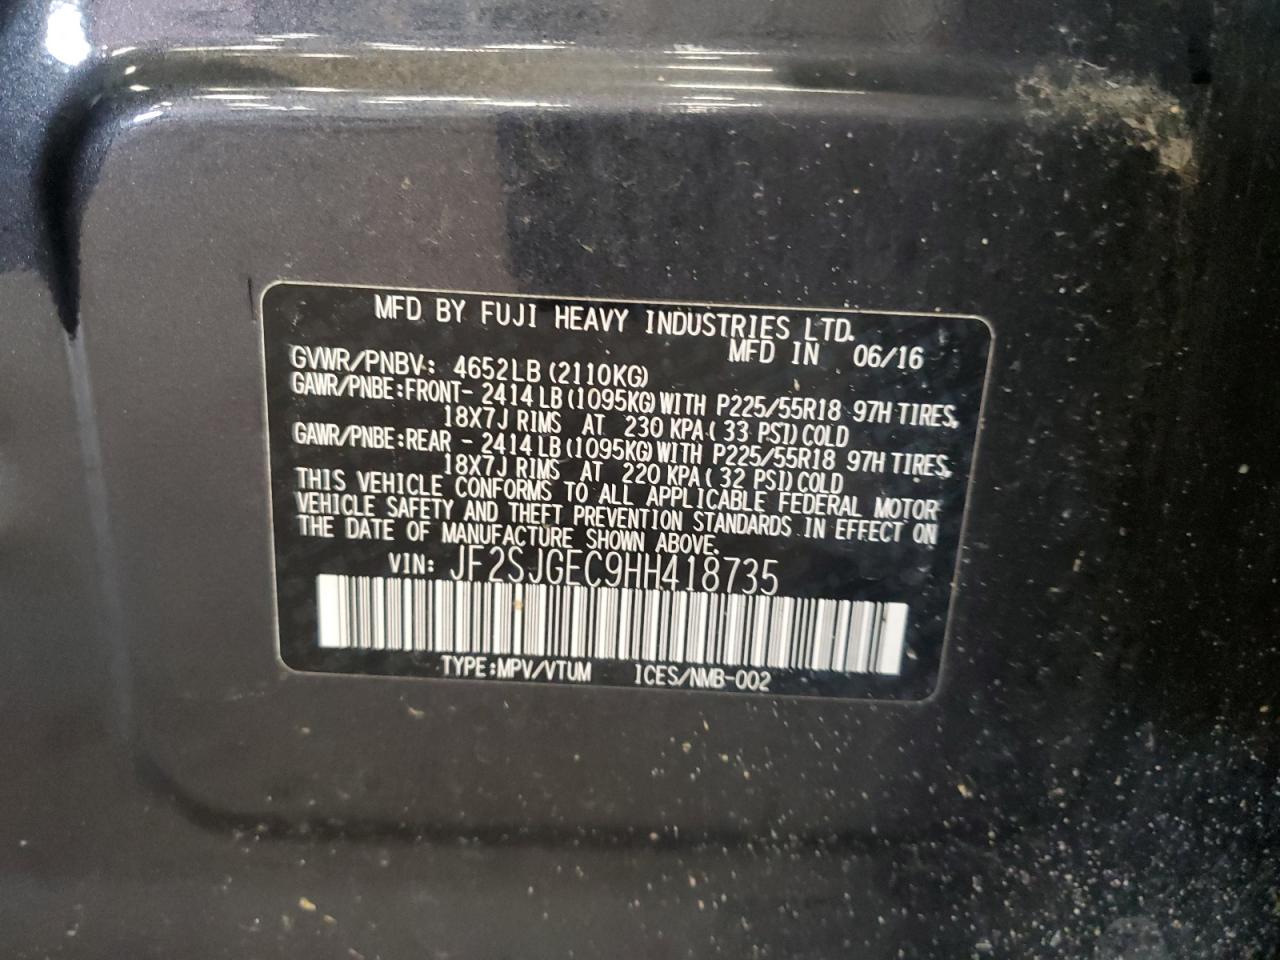 MFD BY FUJI HEAVY INDUSTRIES LTD.
MFD IN 06/16
GVWR/PNBV: 4652LB (2110KG)
GAWR/PNBE:FRONT- 2414 LB (1095KG) WITH P225/55R18 97H TIRES,
18X7J RIMS AT 230 KPA ( 33 PSI) COLD
GAWR/PNBE:REAR - 2414 LB (1095KG) WITH P225/55R18 97H TIRES,
18X7J RIMS AT 220 KPA ( 32 PSI) COLD
THIS VEHICLE CONFORMS TO ALL APPLICABLE FEDERAL MOTOR
VEHICLE SAFETY AND THEFT PREVENTION STANDARDS IN EFFECT ON
THE DATE OF MANUFACTURE SHOWN ABOVE.
VIN: JF2SJGEC9HH418735
TYPE:MPV/VTUM ICES/NMB-002